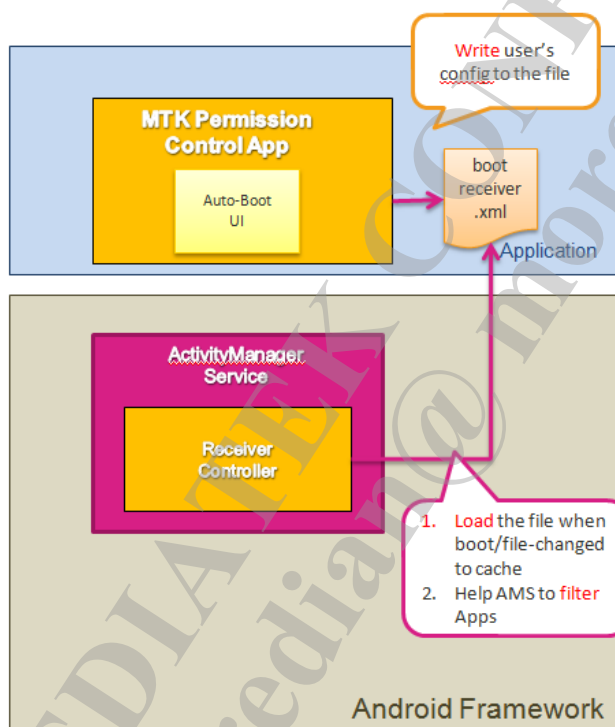 Write user's
config to the file
MTK Permission
Control App
Auto-Boot
UI
boot
receiver
.xml
Application
ActivityManager
Service
Receiver
Controller
1. Load the file when
boot/file-changed
to cache
2. Help AMS to filter
Apps
Android Framework